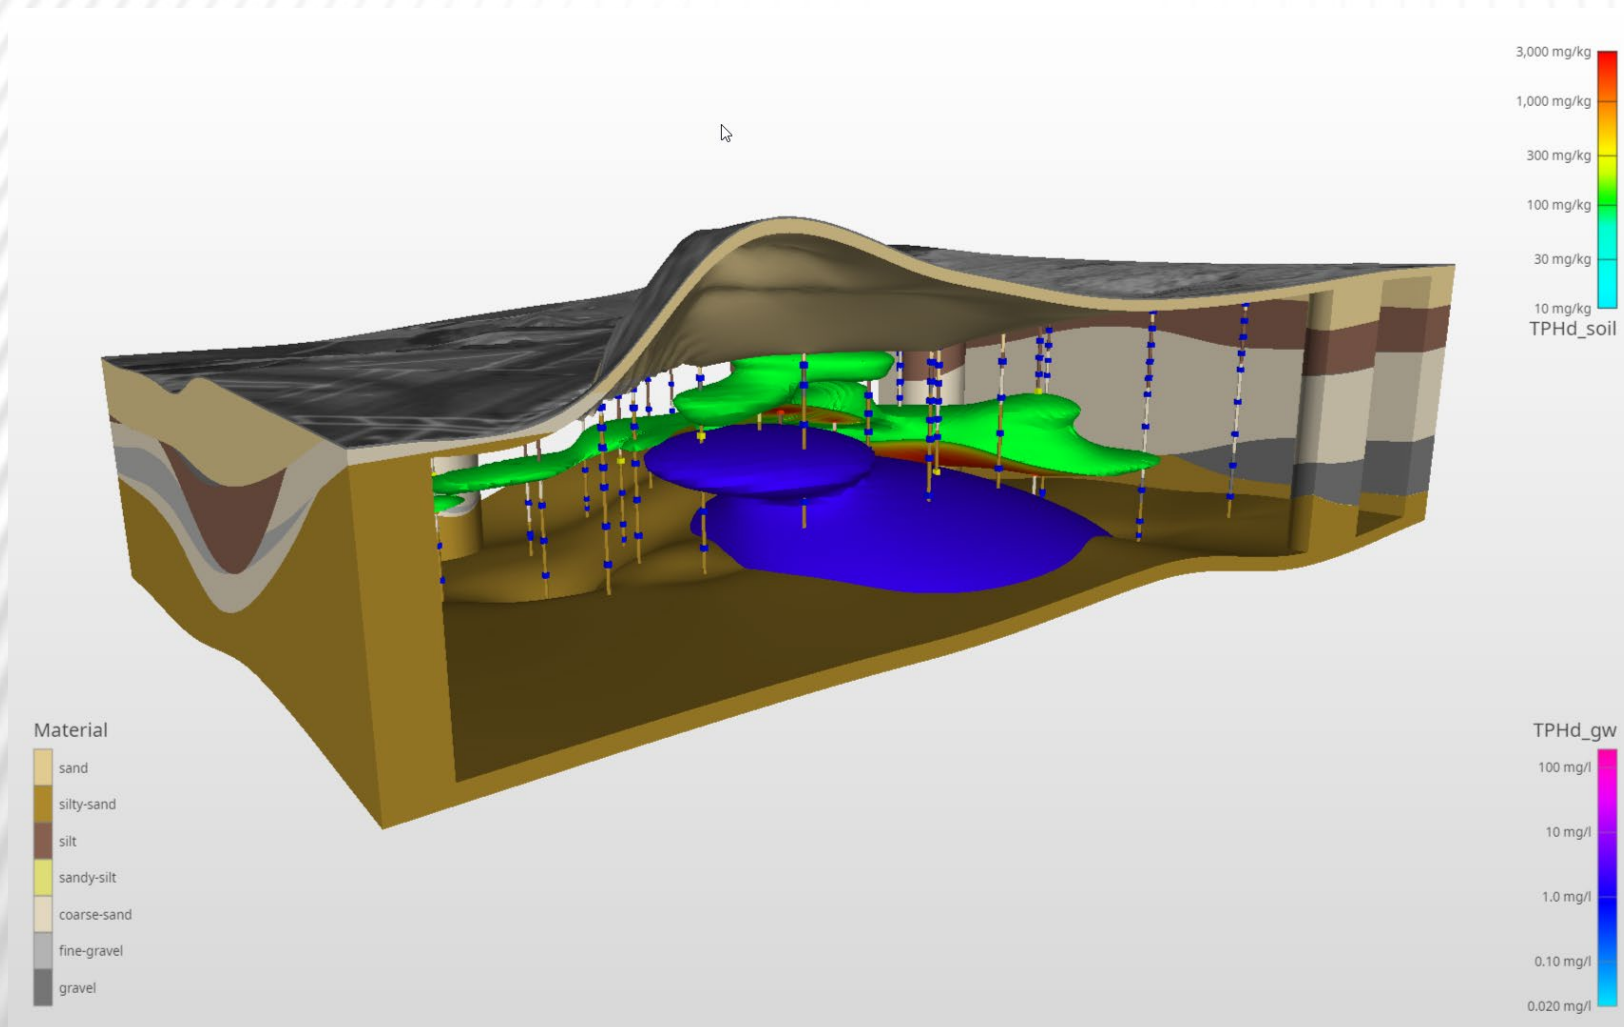 3,000 mg/kg
1,000 mg/kg
300 mg/kg
100 mg/kg
30 mg/kg
10 mg/kg
TPHd_soil
Material
sand
silty-sand
silt
sandy-silt
coarse-sand
fine-gravel
gravel
TPHd_gw
100 mg/l
10 mg/l
1.0 mg/l
0.10 mg/l
0.020 mg/l